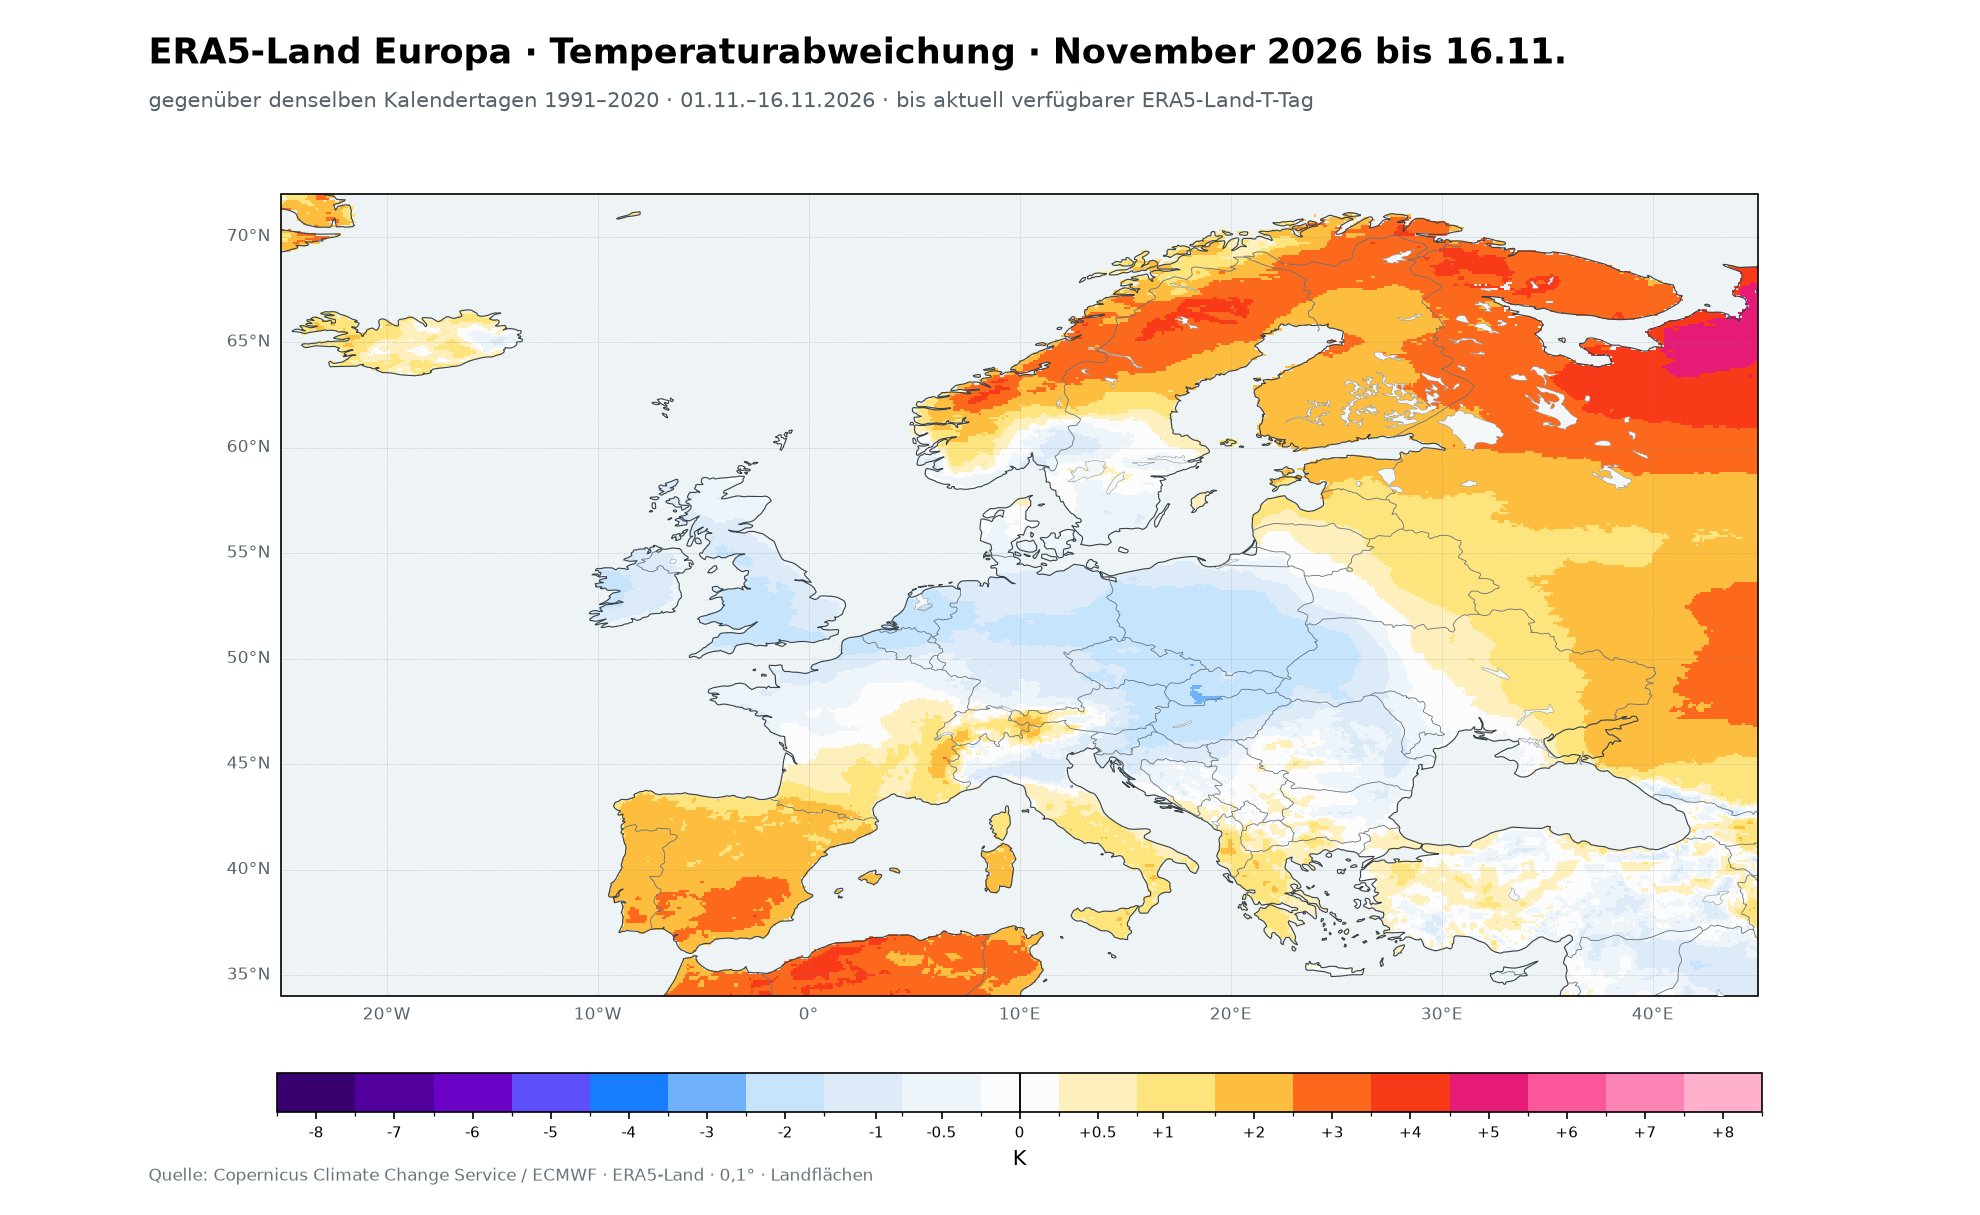 ERA5-Land Europa · Temperaturabweichung · November 2026 bis 16.11.
gegenüber denselben Kalendertagen 1991–2020 · 01.11.–16.11.2026 · bis aktuell verfügbarer ERA5-Land-T-Tag
70°N
65°N
60°N
55°N
50°N
45°N
40°N
35°N
20°W 10°W 0° 10°E 20°E 30°E 40°E
-8 -7 -6 -5 -4 -3 -2 -1 -0.5 0 +0.5 +1 +2 +3 +4 +5 +6 +7 +8
K
Quelle: Copernicus Climate Change Service / ECMWF · ERA5-Land · 0,1° · Landflächen